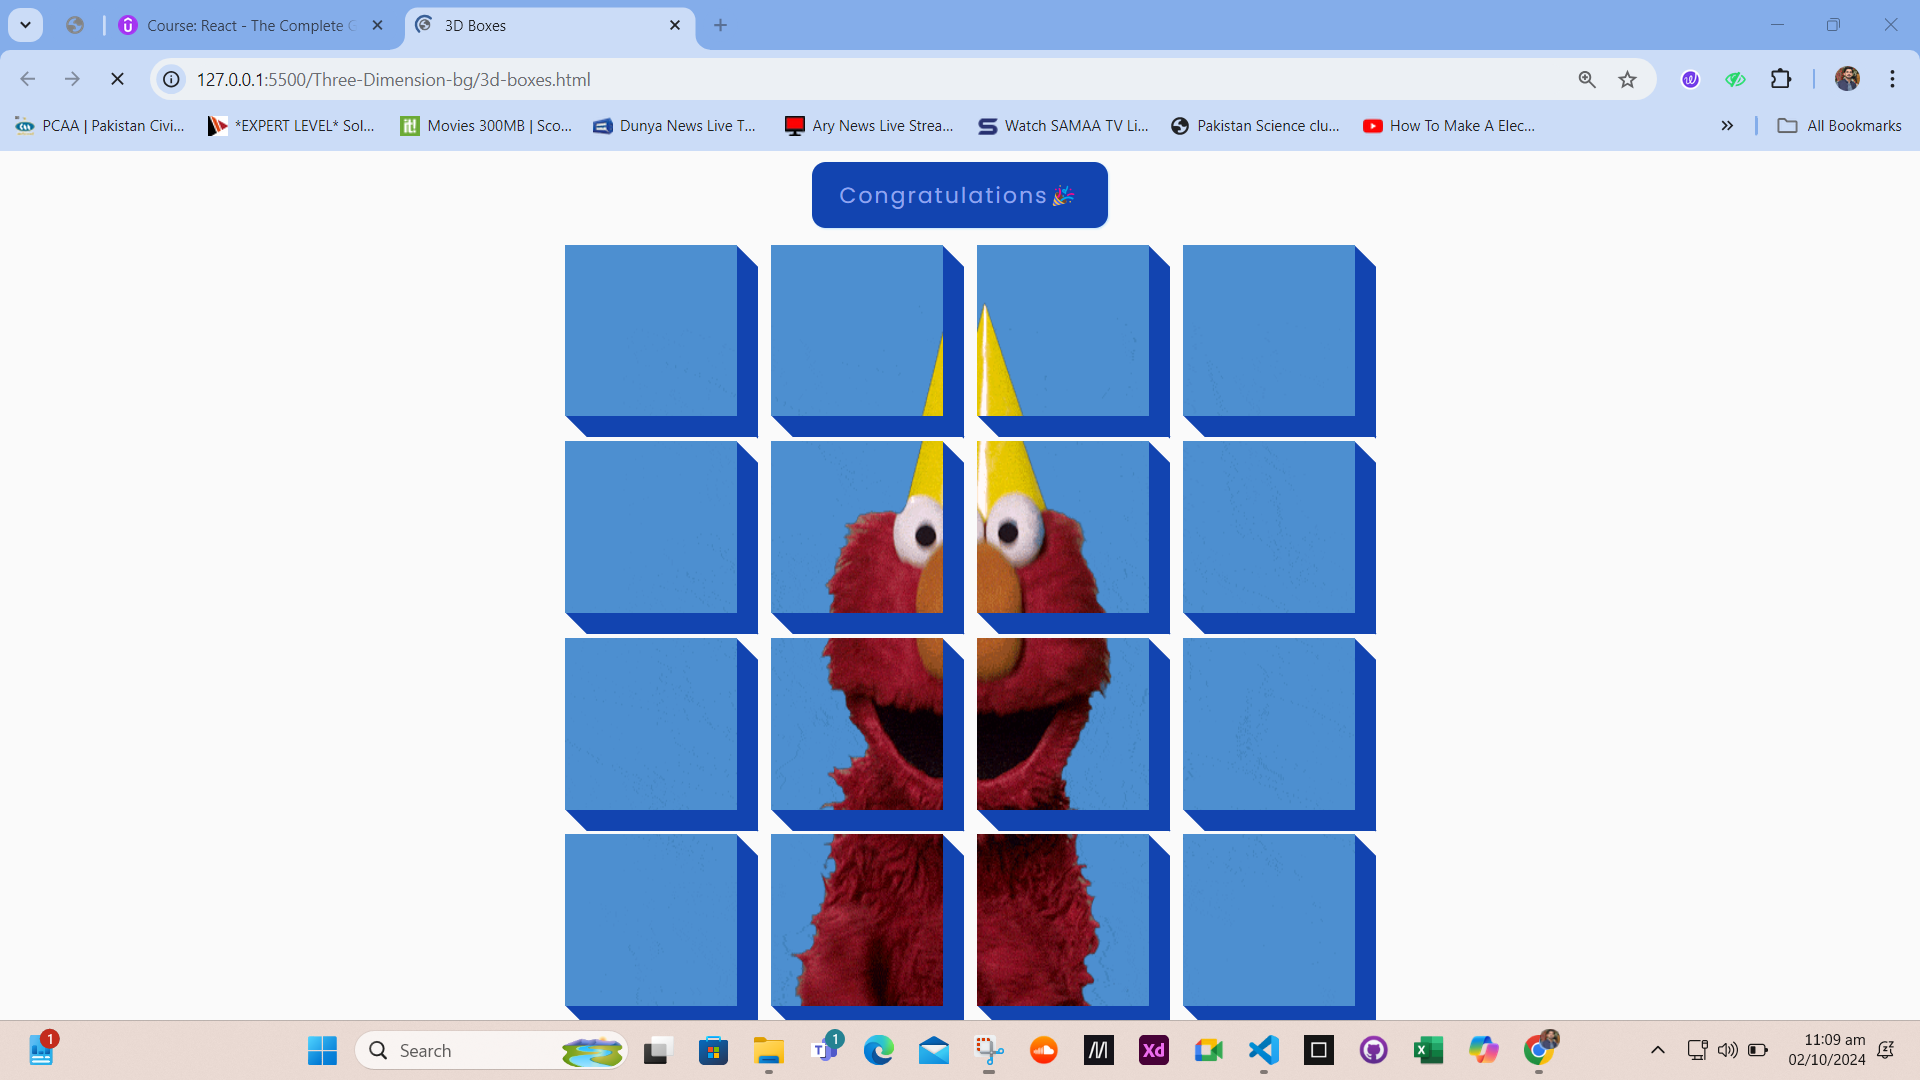 Course: React - The Complete G
3D Boxes
127.0.0.1:5500/Three-Dimension-bg/3d-boxes.html
PCAA | Pakistan Civi...
*EXPERT LEVEL* Sol...
Movies 300MB | Sco...
Dunya News Live T...
Ary News Live Strea...
Watch SAMAA TV Li...
Pakistan Science clu...
How To Make A Elec...
All Bookmarks
Congratulations🎉
1
Search
1
11:09 am
02/10/2024